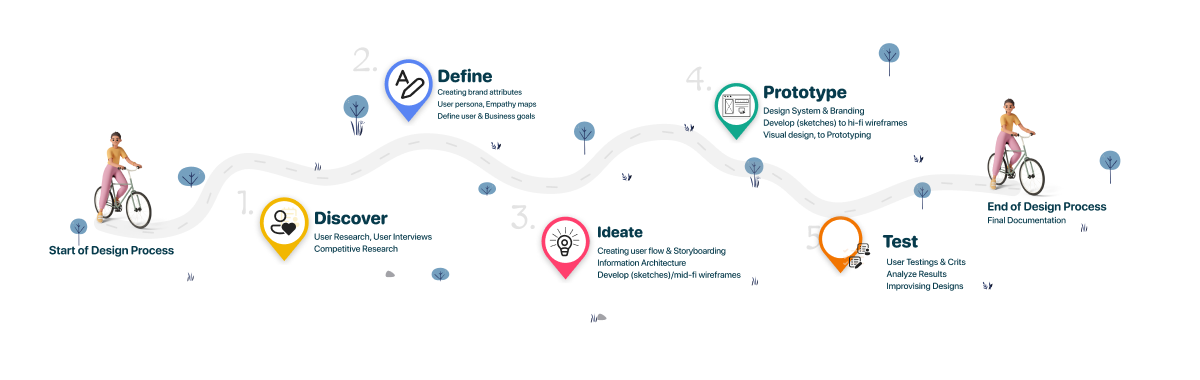 Start of Design Process
1.
Discover
User Research, User Interviews
Competitive Research
2.
Define
Creating brand attributes
User persona, Empathy maps
Define user & Business goals
3.
Ideate
Creating user flow & Storyboarding
Information Architecture
Develop (sketches)/mid-fi wireframes
4.
Prototype
Design System & Branding
Develop (sketches) to hi-fi wireframes
Visual design, to Prototyping
5
Test
User Testings & Crits
Analyze Results
Improvising Designs
End of Design Process
Final Documentation